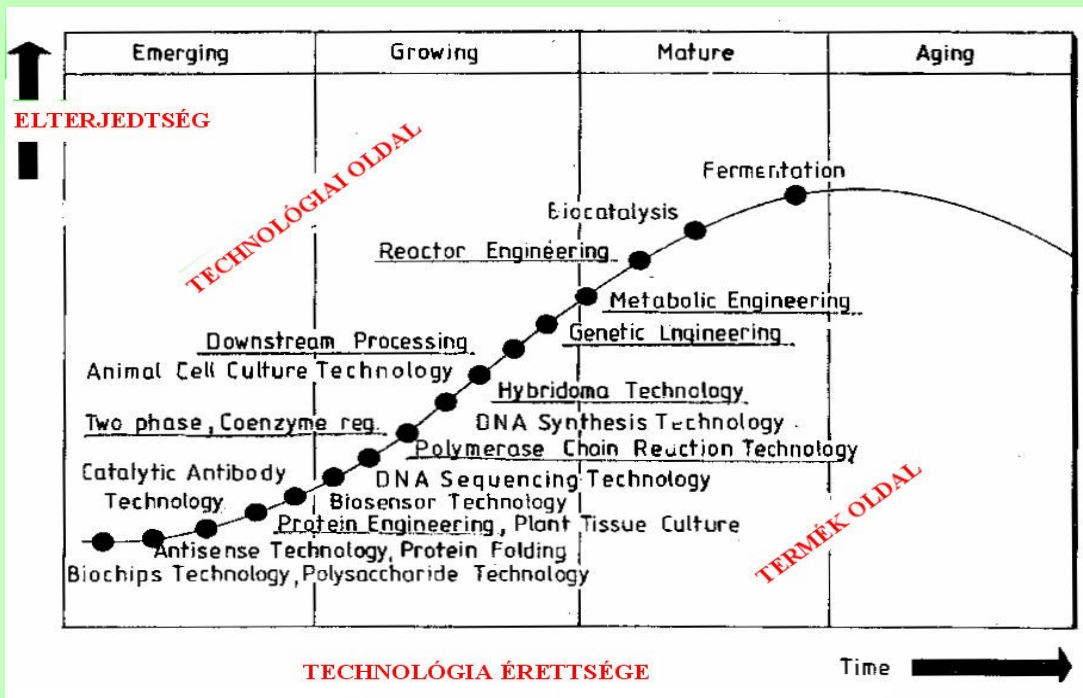 Emerging Growing Mature Aging
ELTERJEDTSÉG
TECHNOLÓGIAI OLDAL
Fermentation
Biocatalysis
Reactor Engineering
Metabolic Engineering
Genetic Engineering
Downstream Processing
Animal Cell Culture Technology
Hybridoma Technology
Two phase, Coenzyme reg.
DNA Synthesis Technology
Polymerase Chain Reaction Technology
Catalytic Antibody
Technology
DNA Sequencing Technology
Biosensor Technology
Protein Engineering, Plant Tissue Culture
Antisense Technology, Protein Folding
Biochips Technology, Polysaccharide Technology
TERMÉK OLDAL
TECHNOLÓGIA ÉRETTSÉGE
Time